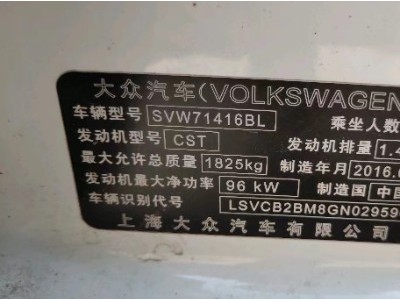 大众汽车(VOLKSWAGEN
车辆型号 SVW71416BL 乘坐人数
发动机型号 CST 发动机排量 1.4
最大允许总质量 1825kg 制造年月 2016.0
发动机最大净功率 96 kW 制造国 中国
车辆识别代号 LSVCB2BM8GN02959
上海大众汽车有限公司